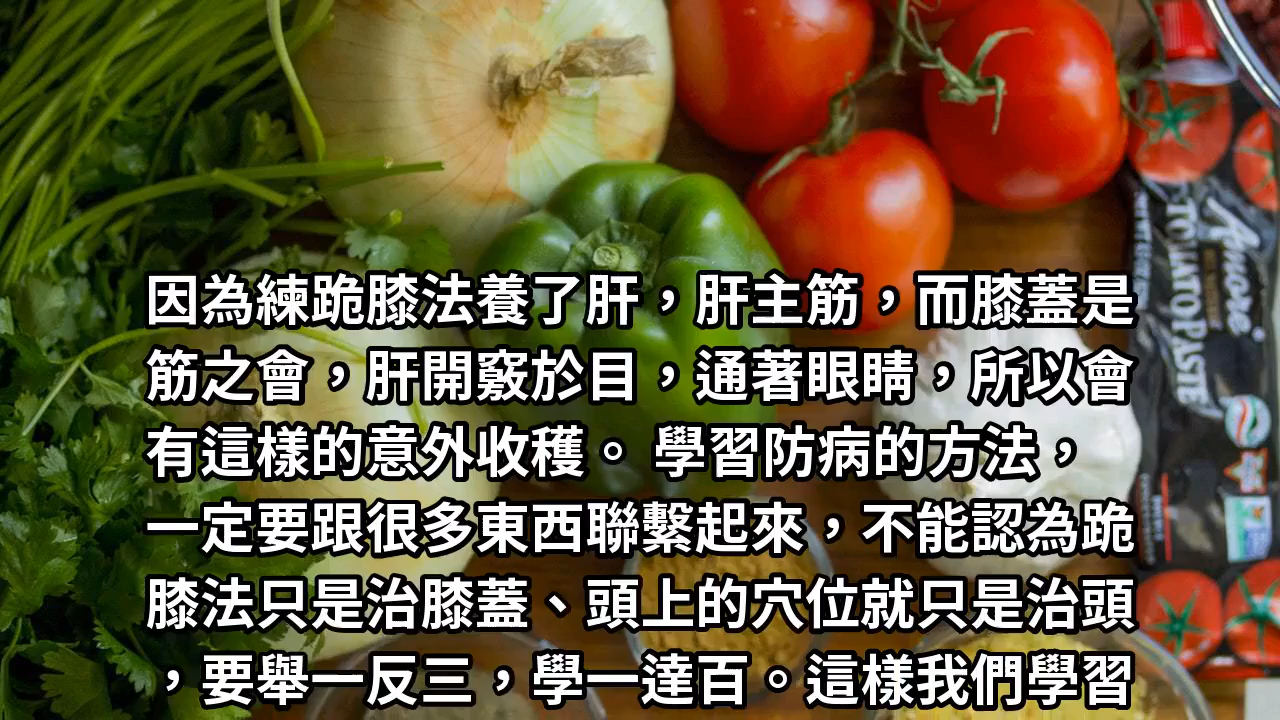 因為練跪膝法養了肝，肝主筋，而膝蓋是
筋之會，肝開竅於目，通著眼睛，所以會
有這樣的意外收穫。 學習防病的方法，
一定要跟很多東西聯繫起來，不能認為跪
膝法只是治膝蓋、頭上的穴位就只是治頭
，要舉一反三，學一達百。這樣我們學習
Amore
TOMATO PASTE